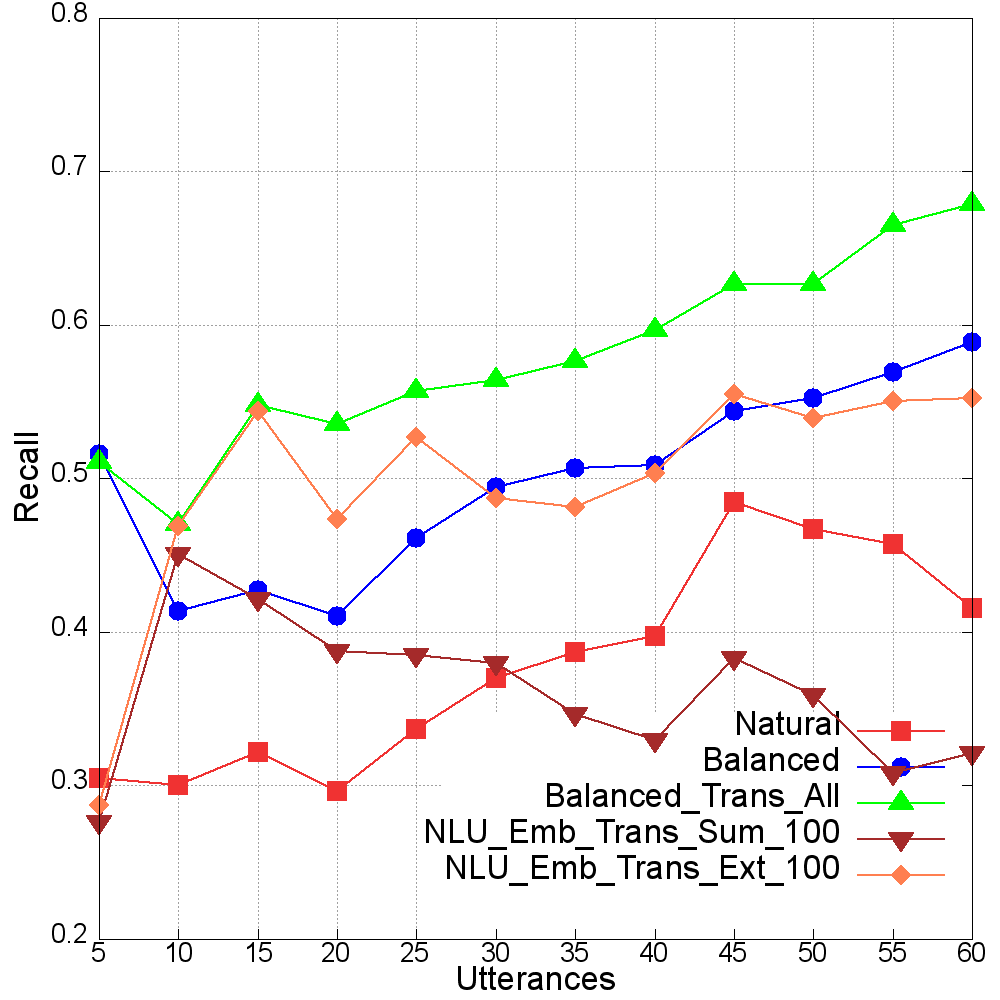 0.8
0.7
0.6
0.5
0.4
0.3
0.2
Recall
5 10 15 20 25 30 35 40 45 50 55 60
Utterances
Natural
Balanced
Balanced_Trans_All
NLU_Emb_Trans_Sum_100
NLU_Emb_Trans_Ext_100